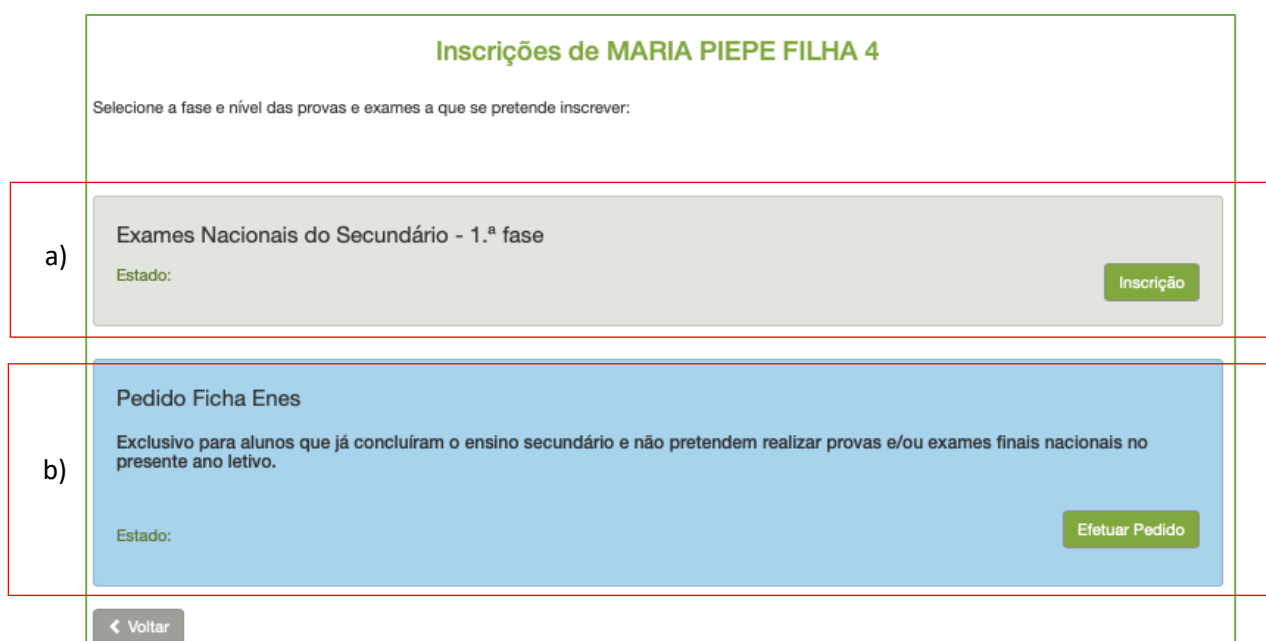 Inscrições de MARIA PIEPE FILHA 4
Selecione a fase e nível das provas e exames a que se pretende inscrever:
a)
Exames Nacionais do Secundário - 1.ª fase
Estado:
Inscrição
b)
Pedido Ficha Enes
Exclusivo para alunos que já concluíram o ensino secundário e não pretendem realizar provas e/ou exames finais nacionais no
presente ano letivo.
Estado:
Efetuar Pedido
Voltar